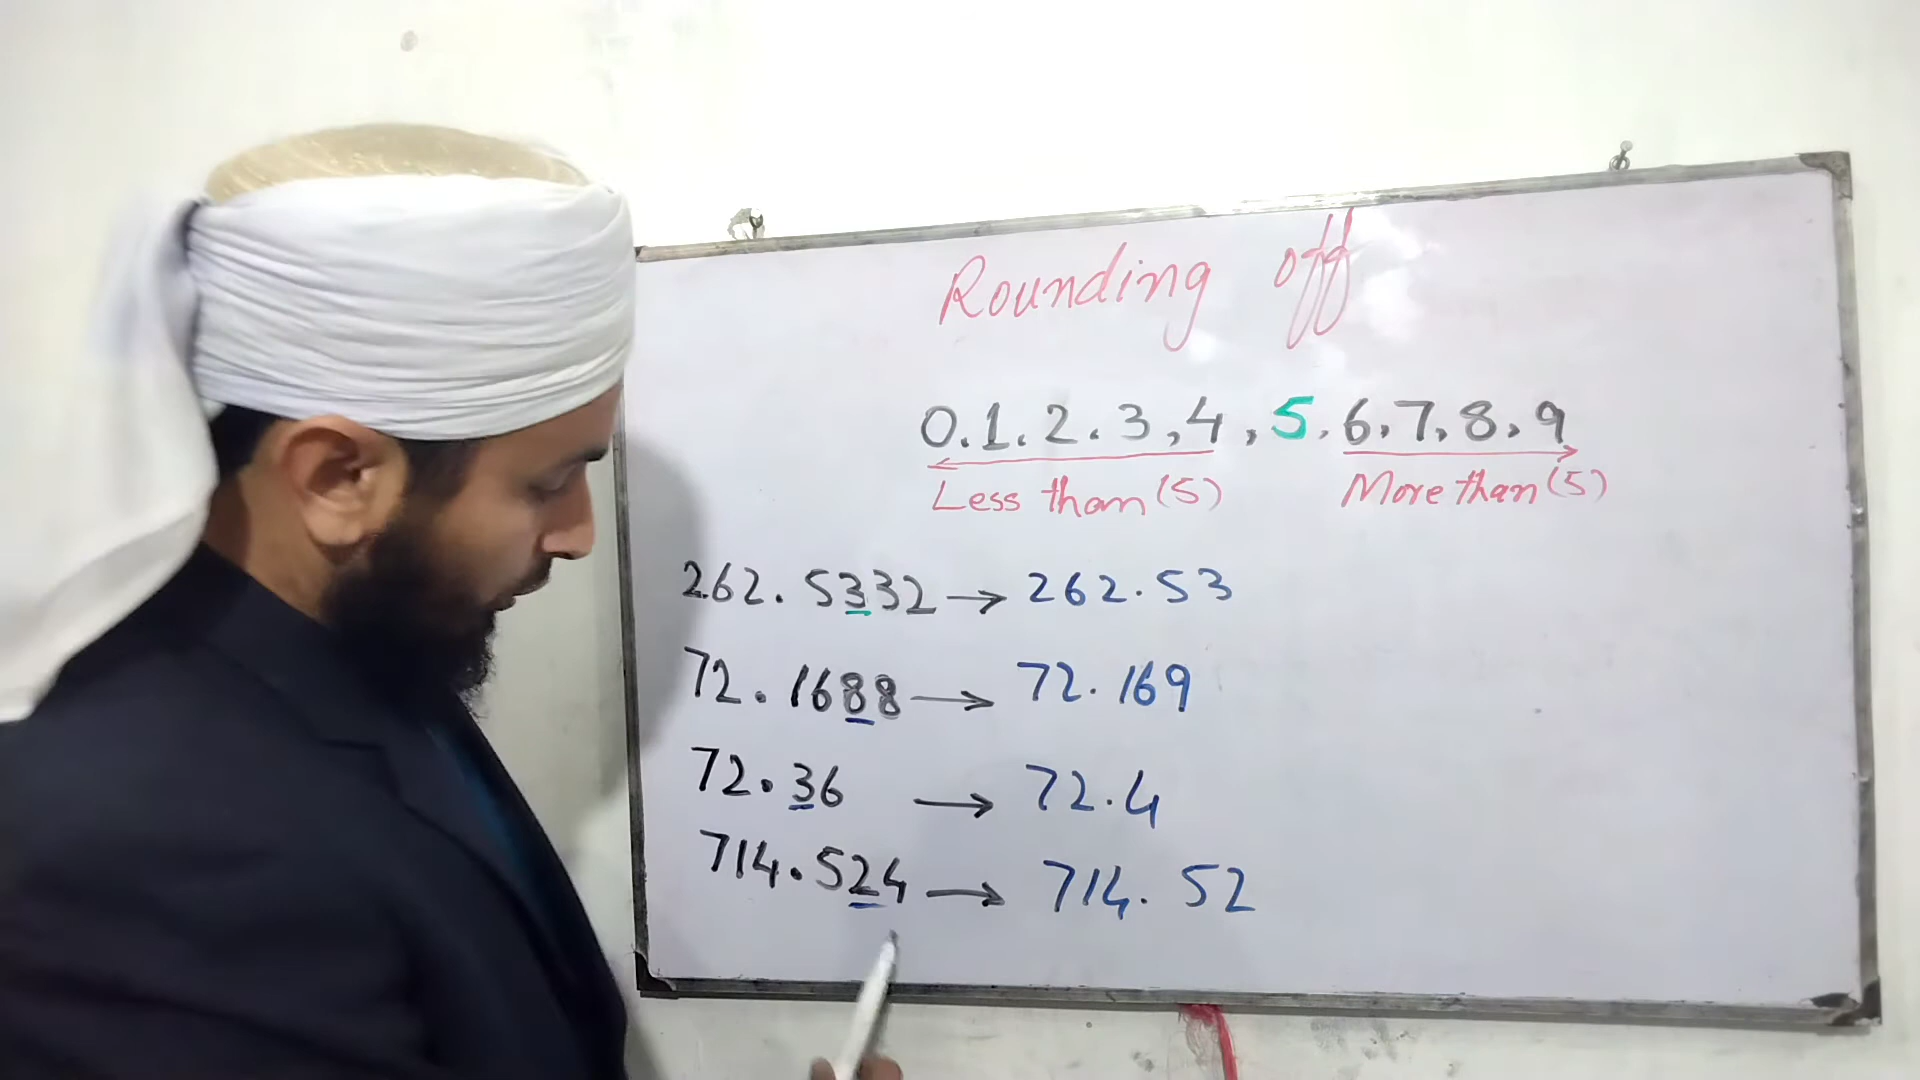 Rounding off
0.1.2.3,4,5.6,7,8,9
Less than (5) More than (5)
262.5332 → 262.53
72.1688 → 72.169
72.36 → 72.4
714.524 → 714.52